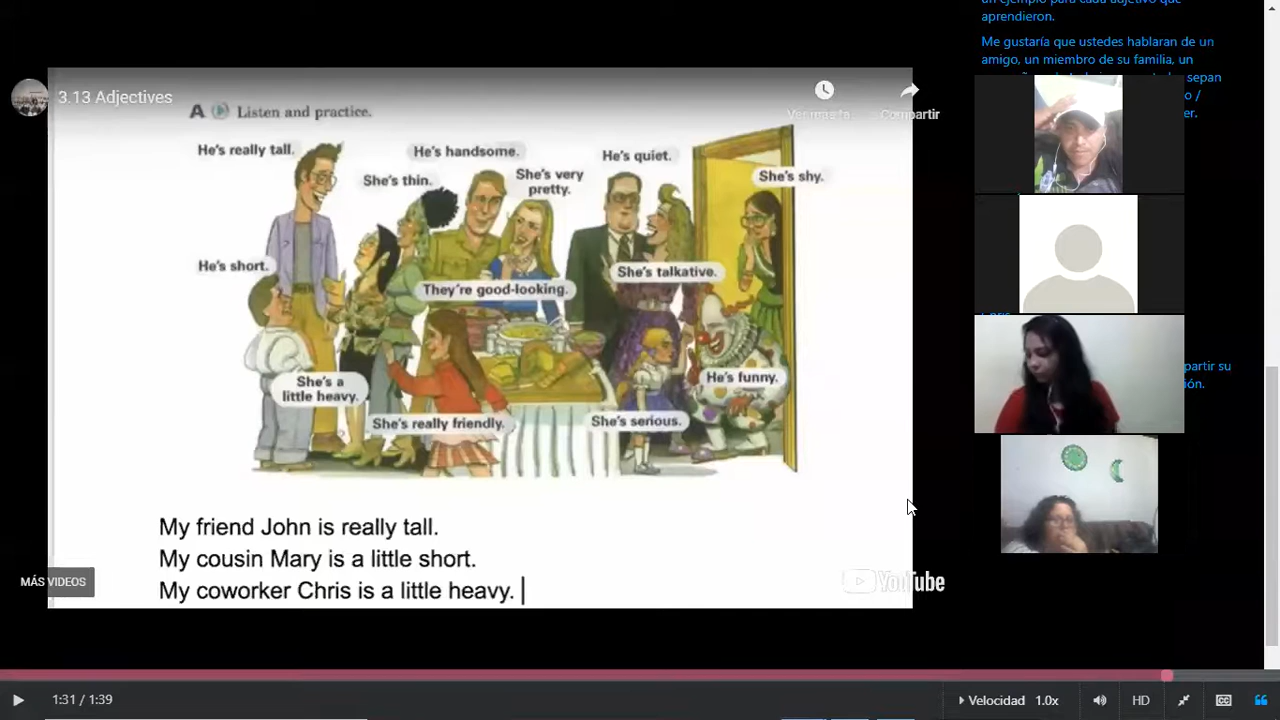 un ejemplo para cada adjetivo que
aprendieron.
Me gustaría que ustedes hablaran de un
amigo, un miembro de su familia, un
sepan
o /
er.
3.13 Adjectives
Compartir
A Listen and practice.
He's really tall.
He's handsome.
He's quiet.
She's thin.
She's very
pretty.
She's shy.
He's short.
She's talkative.
They're good-looking.
She's a
little heavy.
He's funny.
She's really friendly.
She's serious.
partir su
ión.
My friend John is really tall.
My cousin Mary is a little short.
My coworker Chris is a little heavy.
MÁS VIDEOS
YouTube
1:31 / 1:39
Velocidad 1.0x
HD
CC